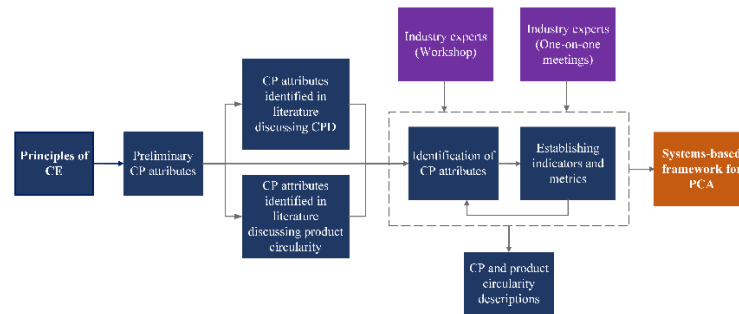 Industry experts
(Workshop)
Industry experts
(One-on-one
meetings)
CP attributes
identified in
literature
discussing CPD
Principles of
CE
Preliminary
CP attributes
Identification of
CP attributes
Establishing
indicators and
metrics
Systems-based
framework for
PCA
CP attributes
identified in
literature
discussing product
circularity
CP and product
circularity
descriptions